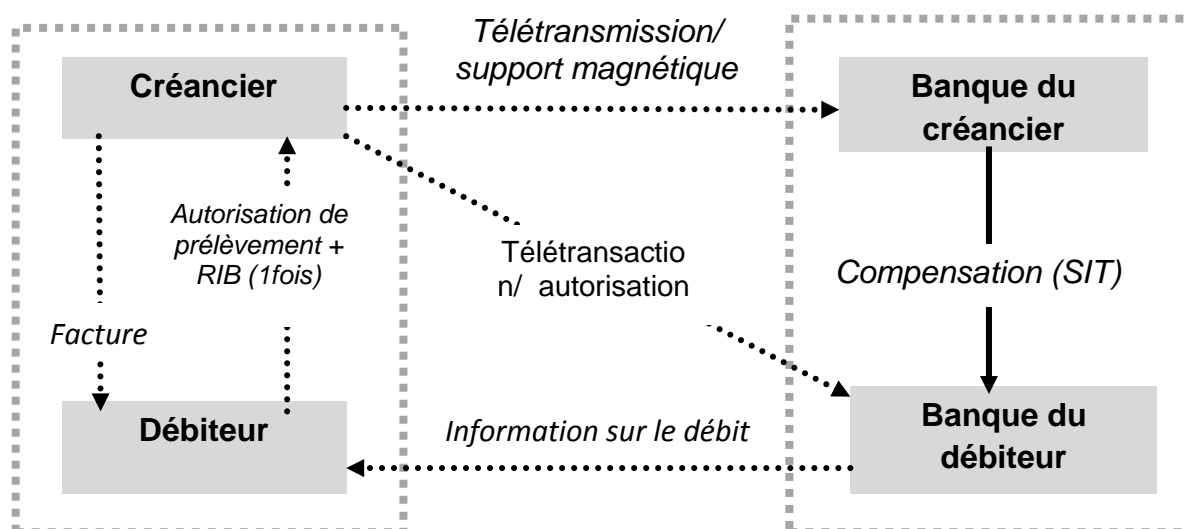 Télétransmission/
support magnétique
Créancier
Banque du
créancier
Autorisation de
prélèvement +
RIB (1fois)
Télétransactio
n/ autorisation
Compensation (SIT)
Facture
Débiteur
Information sur le débit
Banque du
débiteur